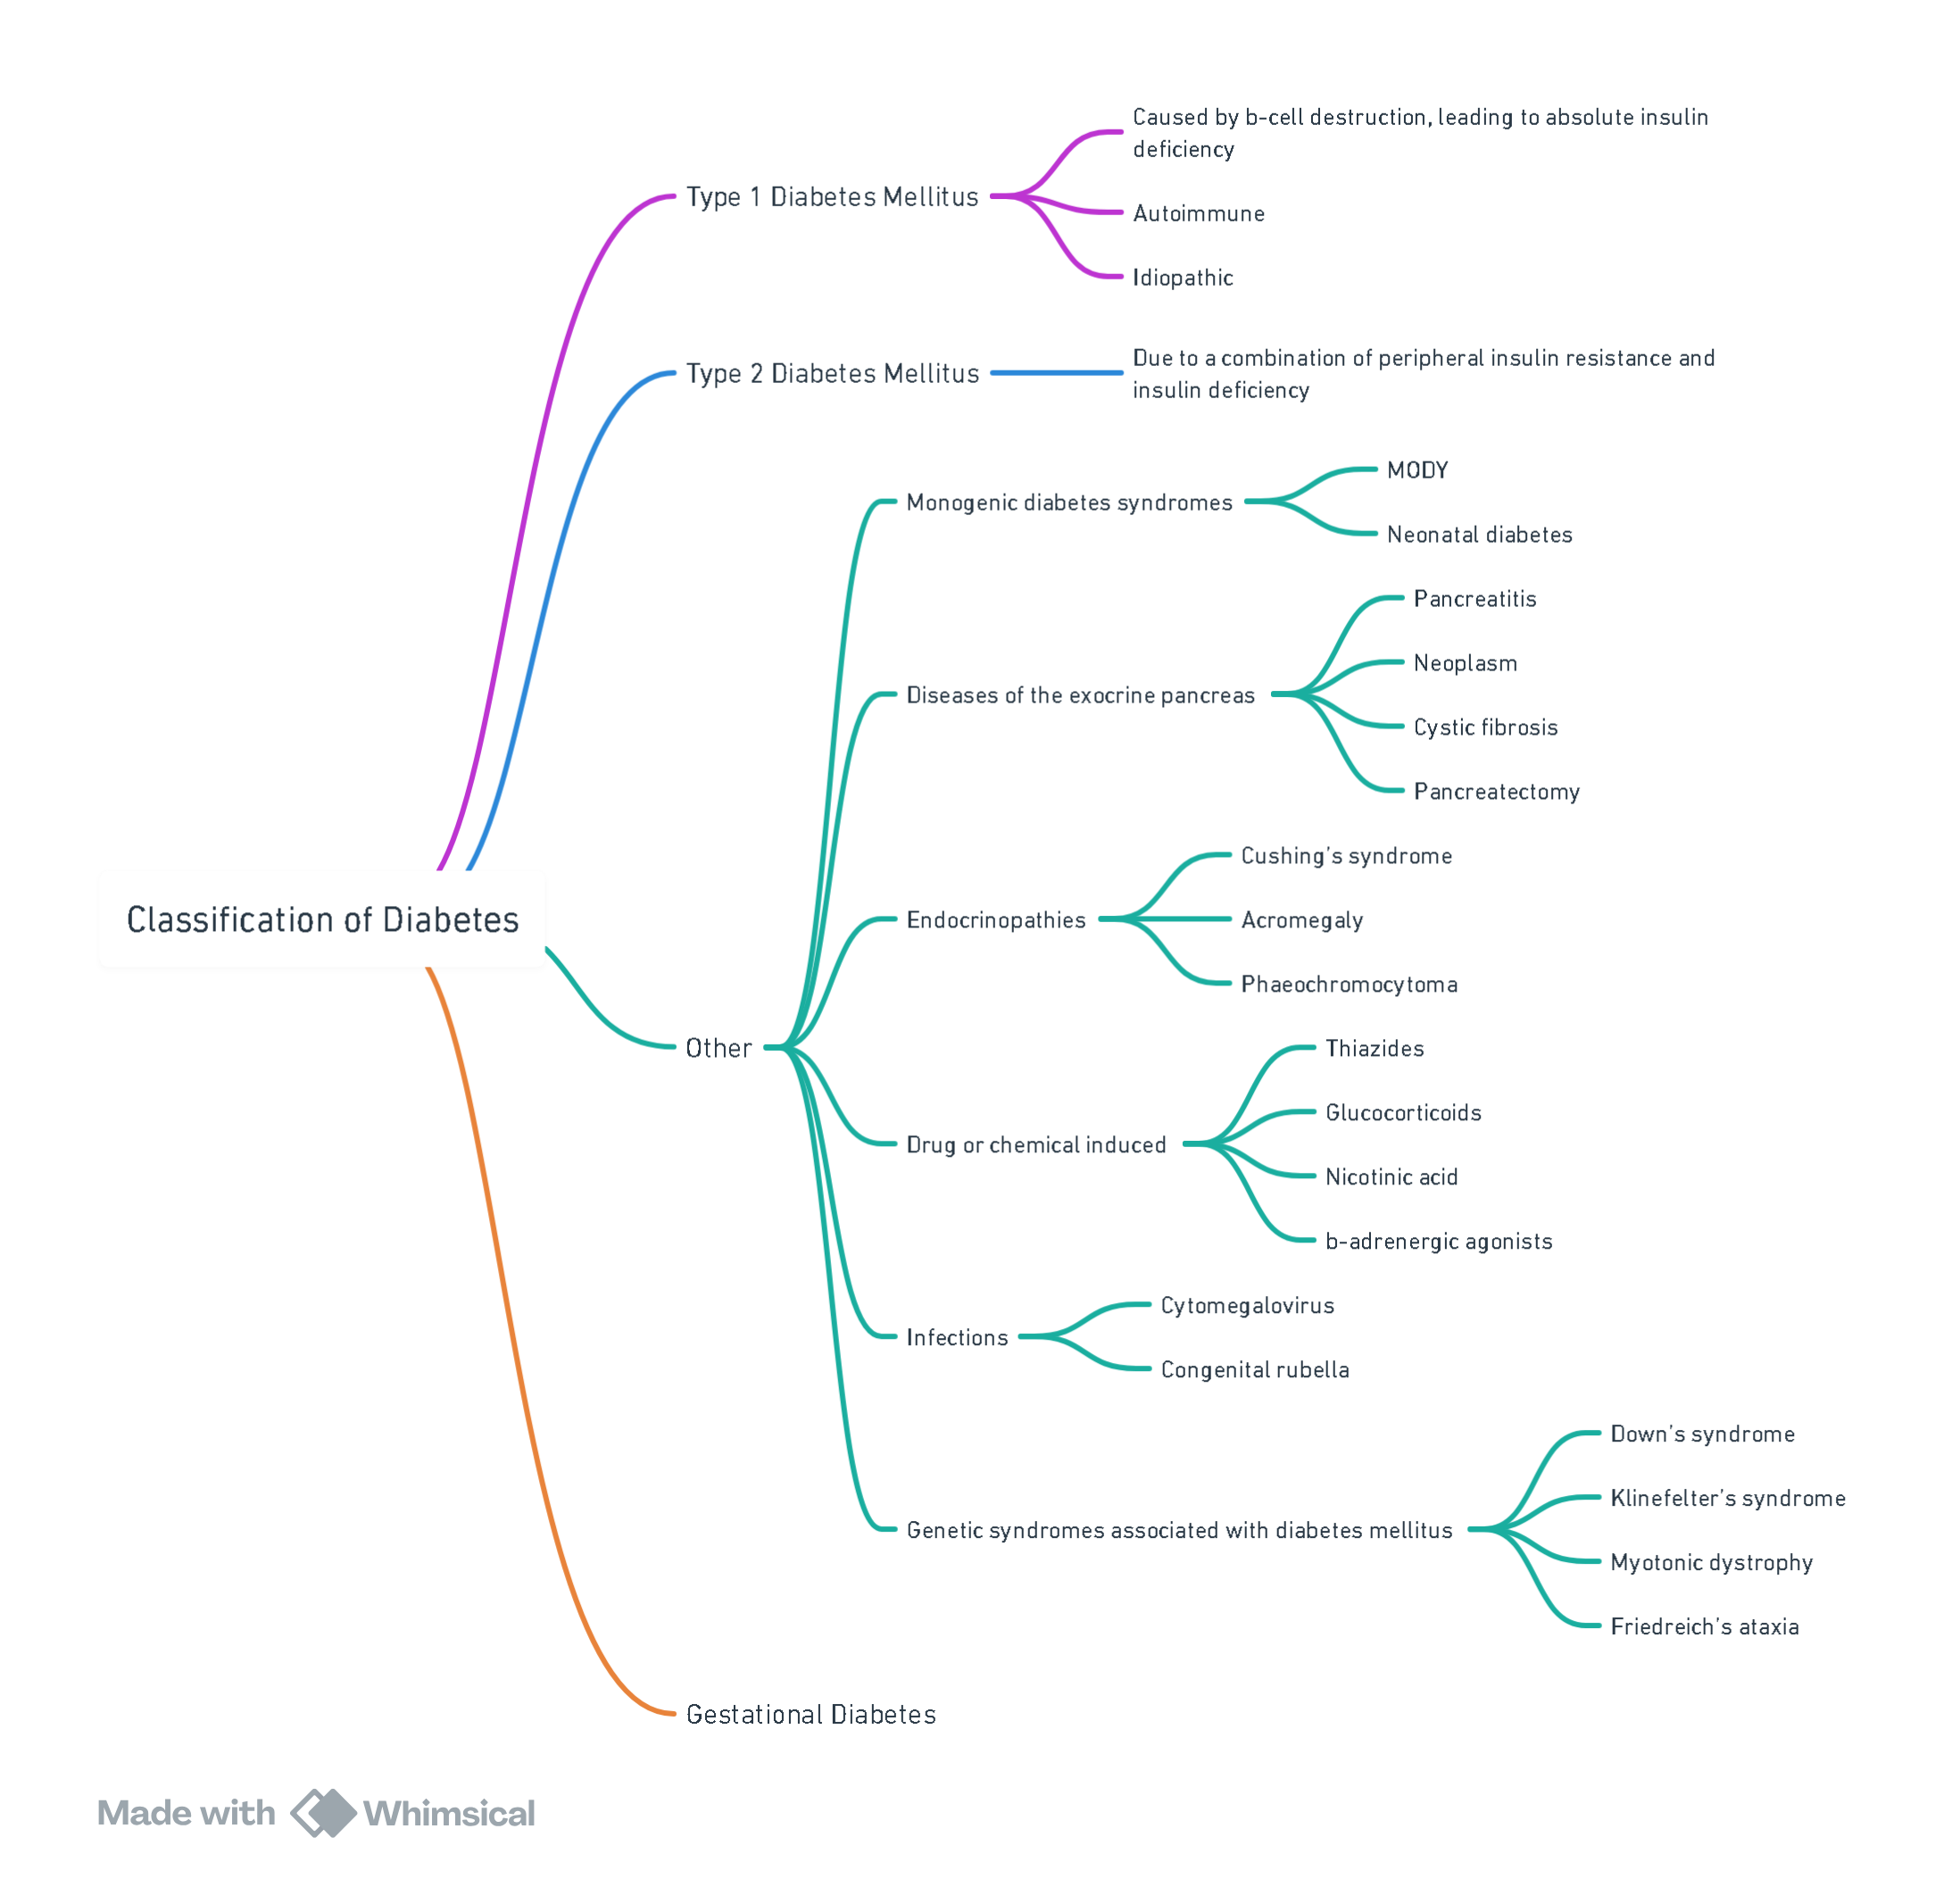 Caused by b-cell destruction, leading to absolute insulin
deficiency
Type 1 Diabetes Mellitus
Autoimmune
Idiopathic
Type 2 Diabetes Mellitus
Due to a combination of peripheral insulin resistance and
insulin deficiency
Classification of Diabetes
Other
Monogenic diabetes syndromes
MODY
Neonatal diabetes
Diseases of the exocrine pancreas
Pancreatitis
Neoplasm
Cystic fibrosis
Pancreatectomy
Endocrinopathies
Cushing's syndrome
Acromegaly
Phaeochromocytoma
Drug or chemical induced
Thiazides
Glucocorticoids
Nicotinic acid
b-adrenergic agonists
Infections
Cytomegalovirus
Congenital rubella
Genetic syndromes associated with diabetes mellitus
Down's syndrome
Klinefelter's syndrome
Myotonic dystrophy
Friedreich's ataxia
Gestational Diabetes
Made with Whimsical